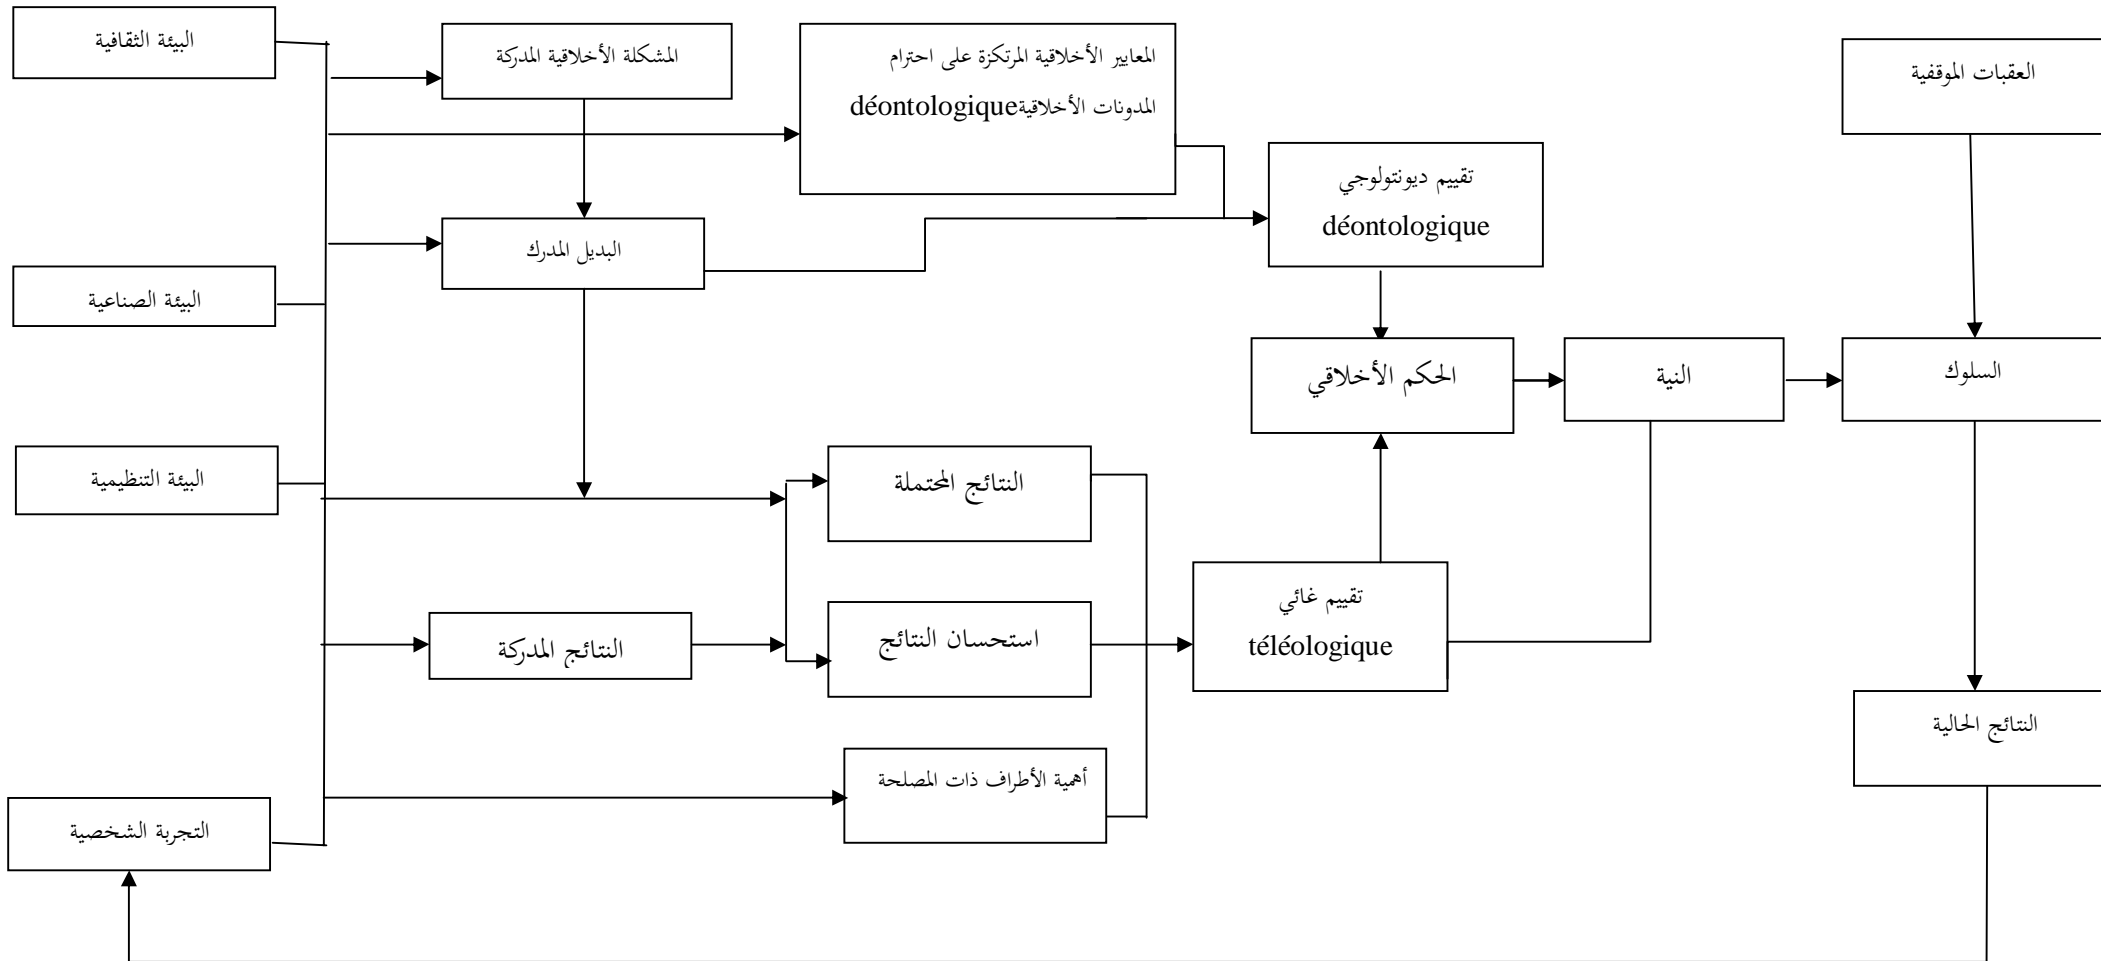 البيئة الثقافية
المشكلة الأخلاقية المدركة
المعايير الأخلاقية المرتكزة على احترام
المدونات الأخلاقيةdéontologique
العقبات الموقفية
تقييم ديونتولوجي
déontologique
البديل المدرك
البيئة الصناعية
الحكم الأخلاقي
النية
السلوك
البيئة التنظيمية
النتائج المحتملة
تقييم غائي
téléologique
النتائج المدركة
استحسان النتائج
النتائج الحالية
أهمية الأطراف ذات المصلحة
التجربة الشخصية